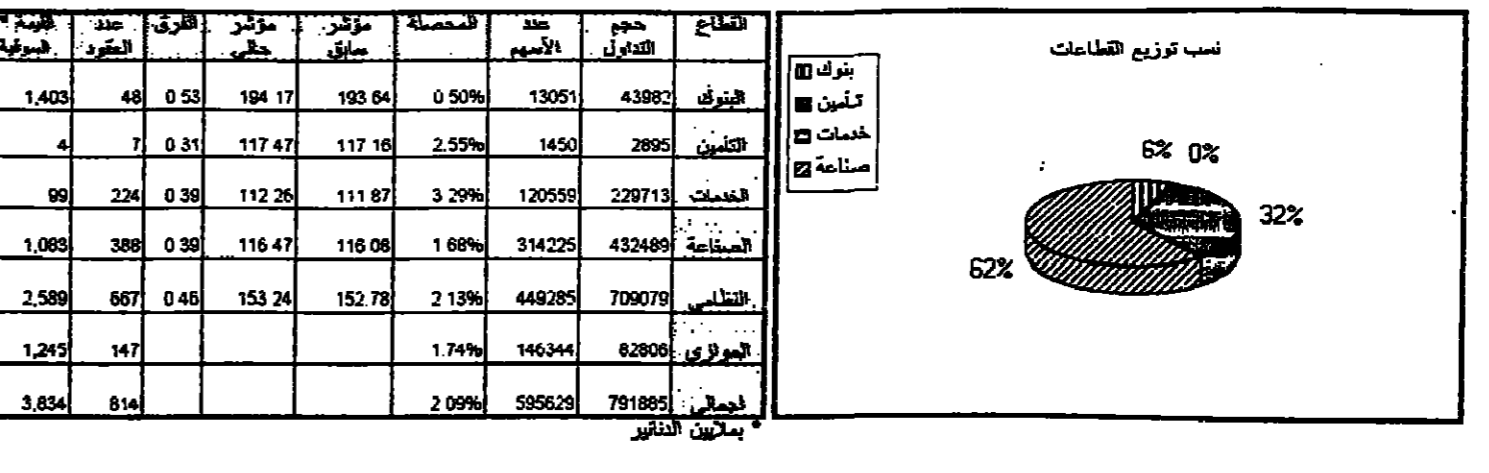 القطاع حجم التداول عدد الأسهم المحصلة مؤشر سابق مؤشر حالي الفرق عدد العقود القيمة السوقية*
البنوك 43982 13051 0.50% 193.64 194.17 0.53 48 1,403
التأمين 2895 1450 2.55% 117.16 117.47 0.31 7 4
الخدمات 229713 120559 3.29% 111.87 112.26 0.39 224 99
الصناعة 432489 314225 1.68% 116.08 116.47 0.39 388 1,083
النظامي 709079 449285 2.13% 152.78 153.24 0.46 667 2,589
الموازي 82806 146344 1.74% 147 1,245
اجمالي 791885 595629 2.09% 814 3,834
* بملايين الدنانير
نسب توزيع القطاعات
بنوك
تأمين
خدمات
صناعة
6% 0%
32%
62%